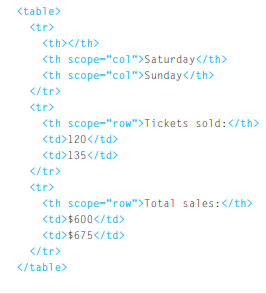 <table>
  <tr>
    <th></th>
    <th scope="col">Saturday</th>
    <th scope="col">Sunday</th>
  </tr>
  <tr>
    <th scope="row">Tickets sold:</th>
    <td>120</td>
    <td>135</td>
  </tr>
  <tr>
    <th scope="row">Total sales:</th>
    <td>$600</td>
    <td>$675</td>
  </tr>
</table>